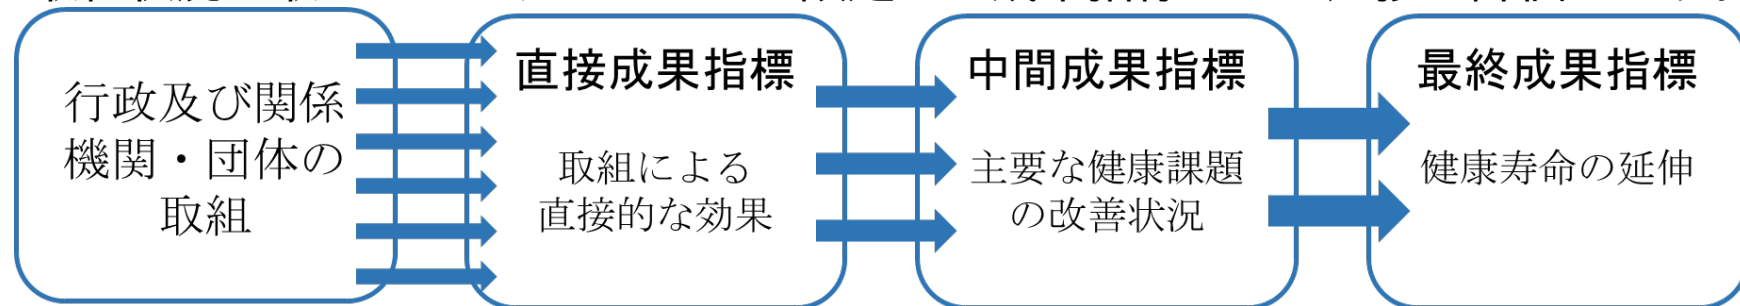 行政及び関係
機関・団体の
取組
直接成果指標
取組による
直接的な効果
中間成果指標
主要な健康課題
の改善状況
最終成果指標
健康寿命の延伸